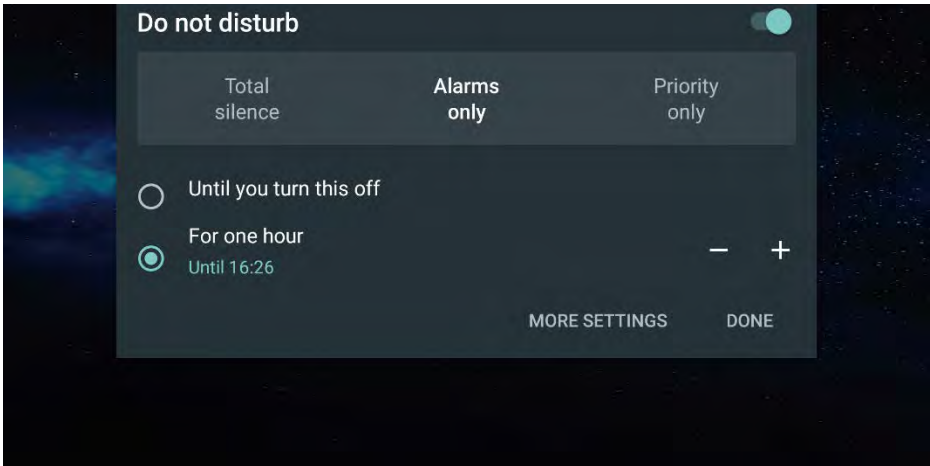 Do not disturb
Total
silence
Alarms
only
Priority
only
Until you turn this off
For one hour
Until 16:26
MORE SETTINGS
DONE